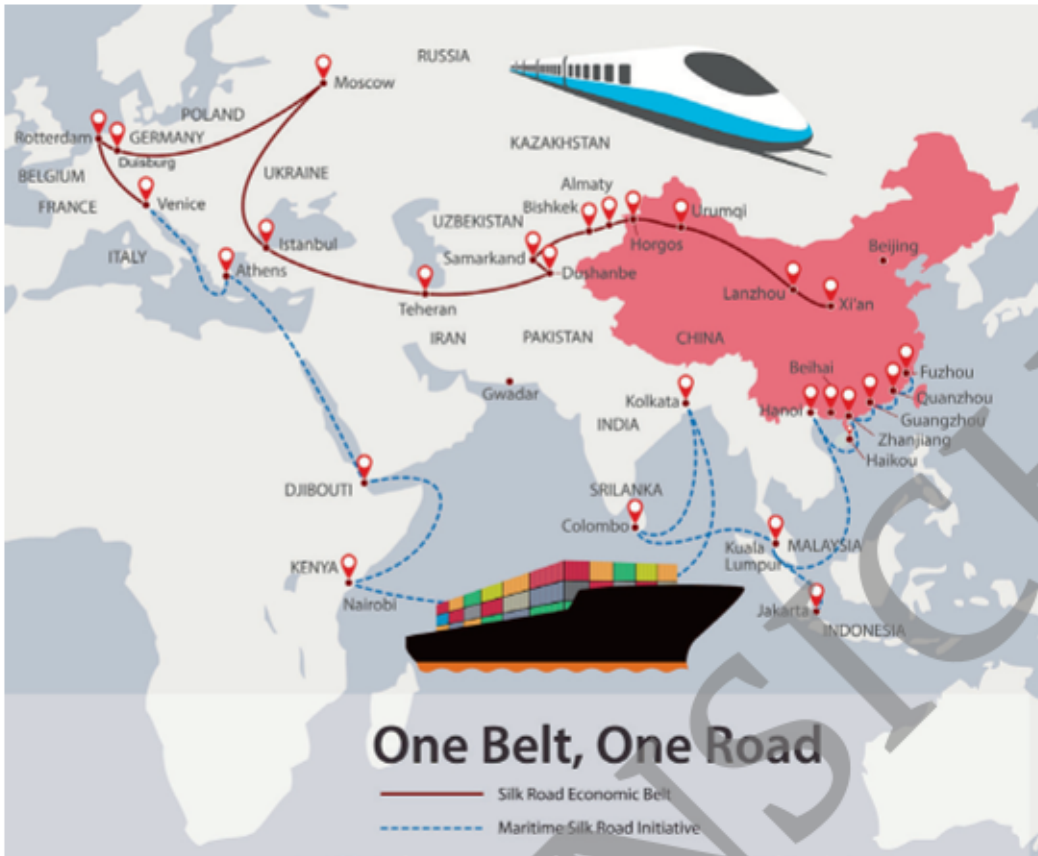 RUSSIA
Moscow
POLAND
Rotterdam
GERMANY
Duisburg
KAZAKHSTAN
BELGIUM
UKRAINE
Almaty
FRANCE
Venice
Bishkek
UZBEKISTAN
Urumqi
Horgos
ITALY
Istanbul
Samarkand
Beijing
Athens
Dushanbe
Teheran
Lanzhou
Xi'an
IRAN
PAKISTAN
CHINA
Beihai
Fuzhou
Gwadar
Kolkata
Hanoi
Quanzhou
INDIA
Guangzhou
Zhanjiang
Haikou
DJIBOUTI
SRILANKA
Colombo
Kuala
Lumpur
MALAYSIA
KENYA
Nairobi
Jakarta
INDONESIA
One Belt, One Road
Silk Road Economic Belt
Maritime Silk Road Initiative